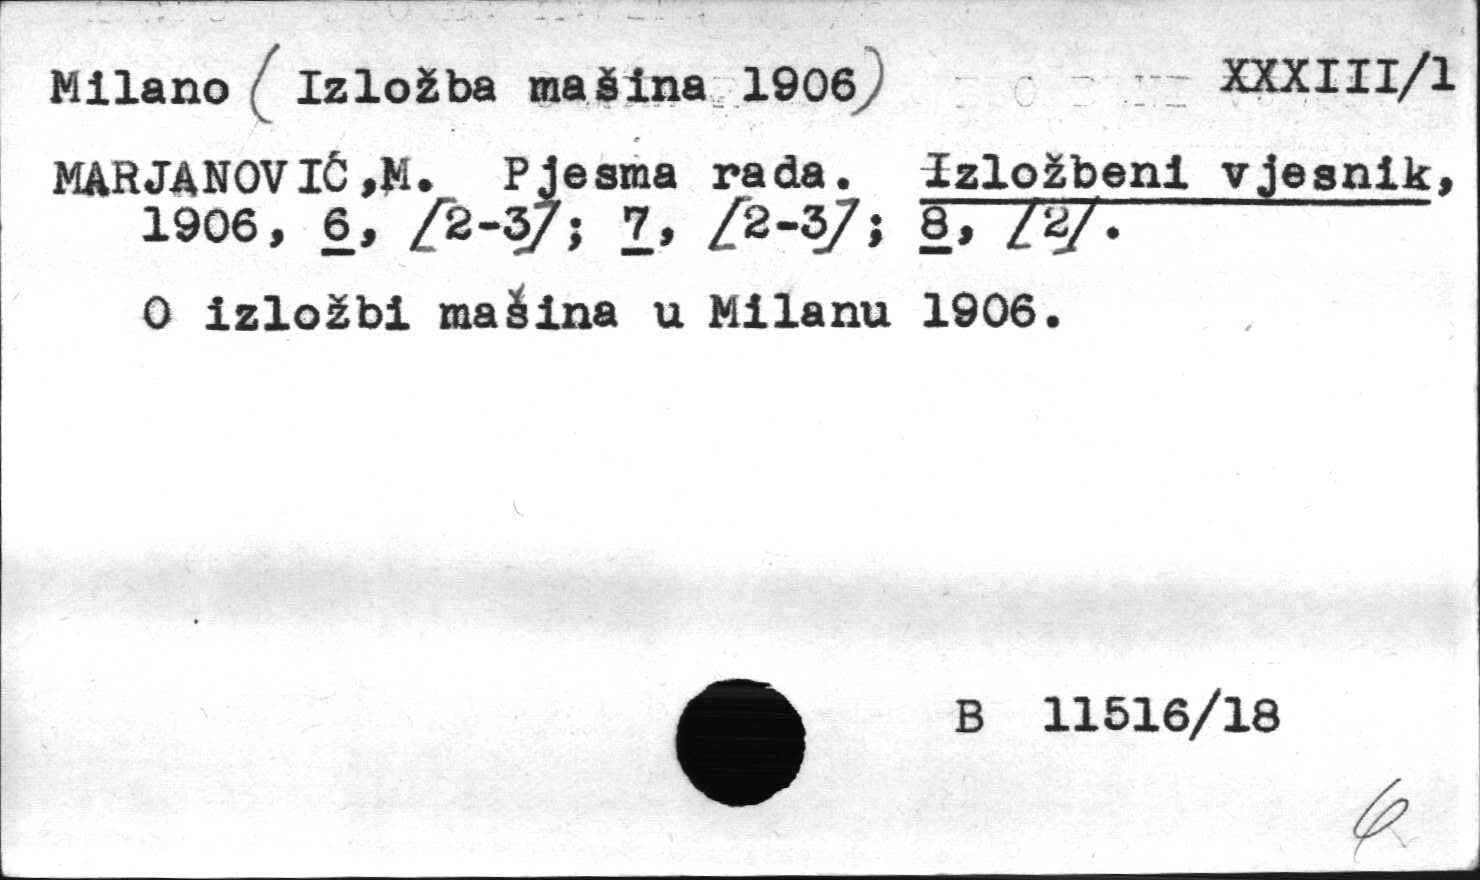 Milano ( Izložba mašina 1906) XXXIII/1
MARJANOVIĆ,M. Pjesma rada. Izložbeni vjesnik,
1906, 6, /2-3/; 7, /2-3/; 8, /2/.
O izložbi mašina u Milanu 1906.
B 11516/18